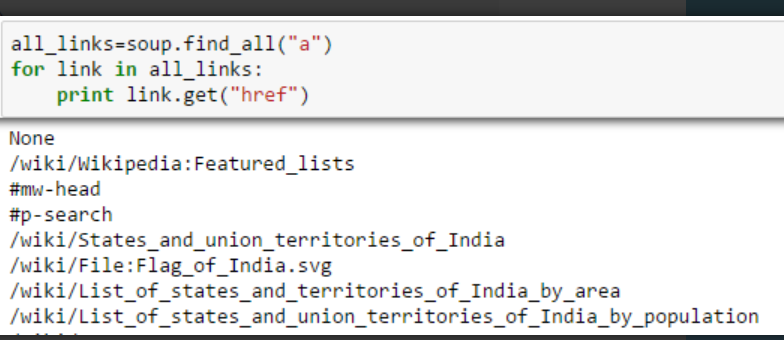 all_links=soup.find_all("a")
for link in all_links:
    print link.get("href")
None
/wiki/Wikipedia:Featured_lists
#mw-head
#p-search
/wiki/States_and_union_territories_of_India
/wiki/File:Flag_of_India.svg
/wiki/List_of_states_and_territories_of_India_by_area
/wiki/List_of_states_and_union_territories_of_India_by_population